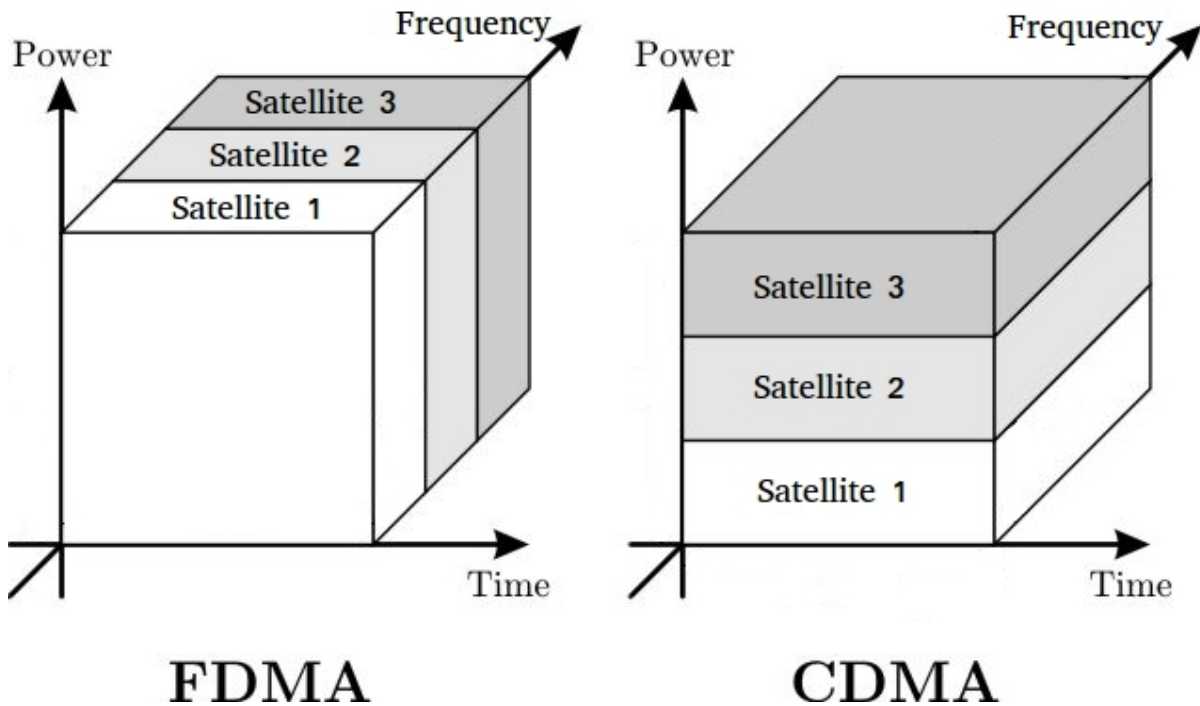 Frequency
Power
Satellite 3
Satellite 2
Satellite 1
Time
FDMA
Frequency
Power
Satellite 3
Satellite 2
Satellite 1
Time
CDMA